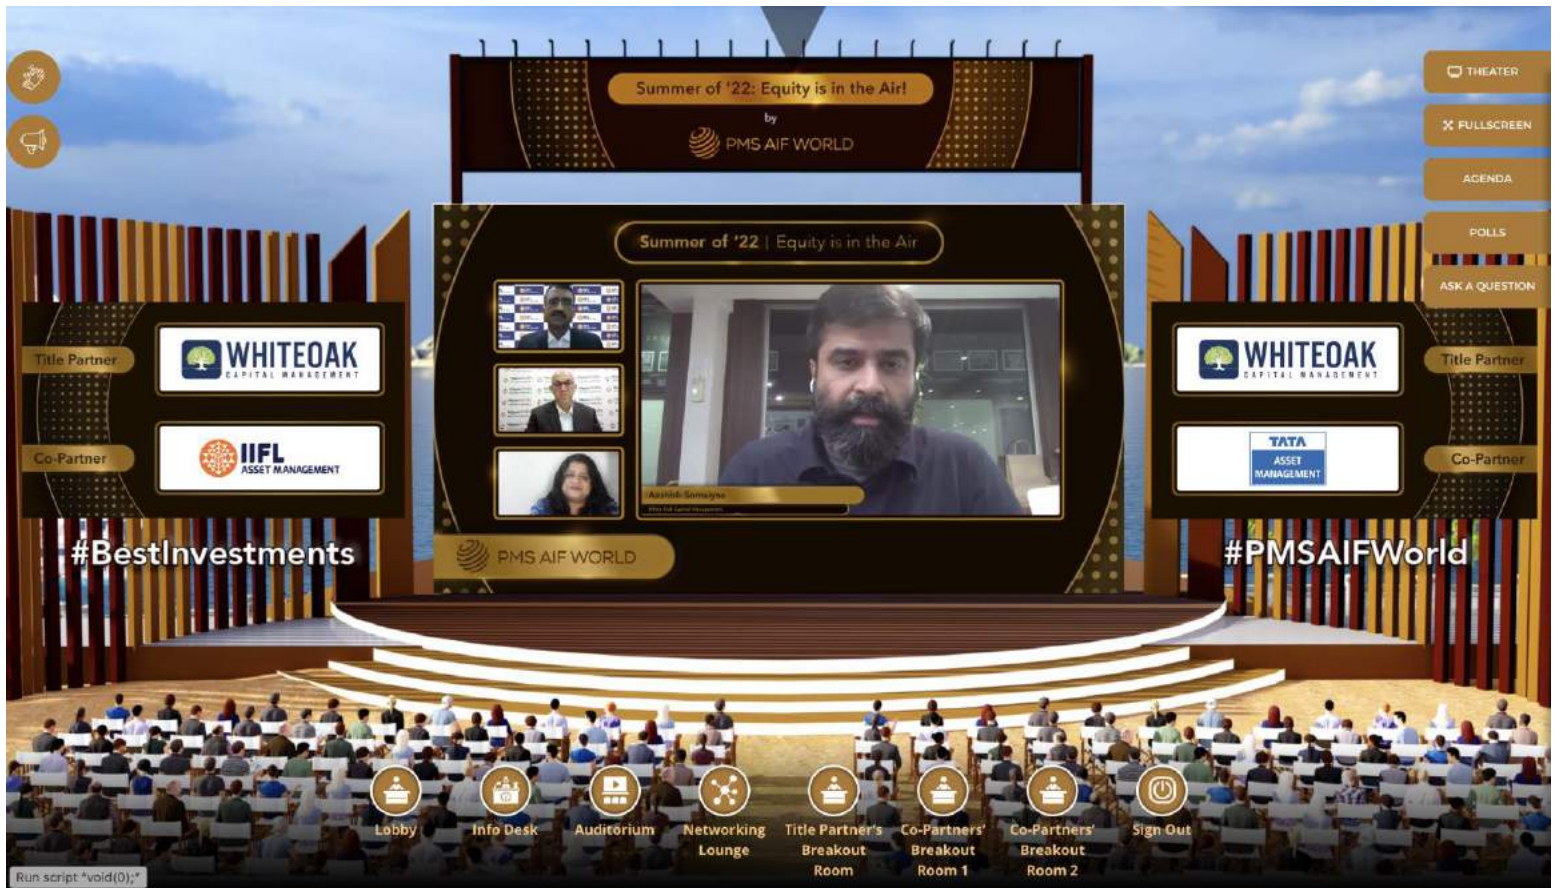 Summer of '22: Equity is in the Air!
by
PMS AIF WORLD
THEATER
FULLSCREEN
AGENDA
POLLS
ASK A QUESTION
Summer of '22 | Equity is in the Air
Title Partner
WHITEOAK
CAPITAL MANAGEMENT
Co-Partner
IIFL
ASSET MANAGEMENT
#BestInvestments
Aashish Somaiyaa
PMS AIF WORLD
WHITEOAK
CAPITAL MANAGEMENT
Title Partner
TATA
ASSET
MANAGEMENT
Co-Partner
#PMSAIFWorld
Lobby
Info Desk
Auditorium
Networking
Lounge
Title Partner's
Breakout
Room
Co-Partners'
Breakout
Room 1
Co-Partners'
Breakout
Room 2
Sign Out
Run script "void(0);"